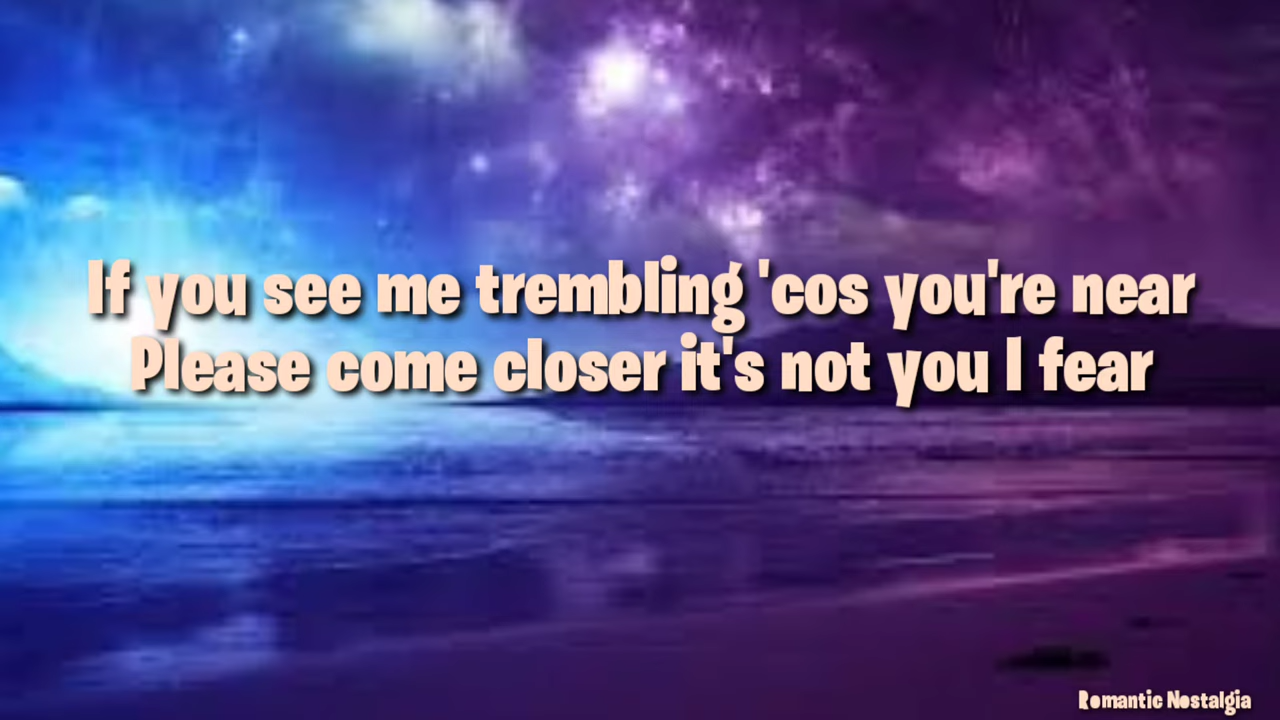 If you see me trembling 'cos you're near
Please come closer it's not you I fear
Romantic Nostalgia